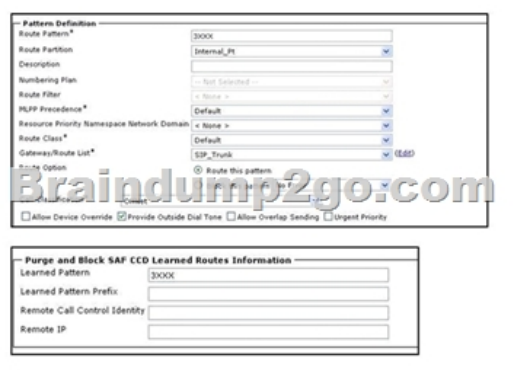 Pattern Definition
Route Pattern* 3XXX
Route Partition Internal_Pt
Description
Numbering Plan -- Not Selected --
Route Filter < None >
MLPP Precedence* Default
Resource Priority Namespace Network Domain < None >
Route Class* Default
Gateway/Route List* SIP_Trunk (Edit)
Route Option Route this pattern
Braindump2go.com
Allow Device Override Provide Outside Dial Tone Allow Overlap Sending Urgent Priority
Purge and Block SAF CCD Learned Routes Information
Learned Pattern 3XXX
Learned Pattern Prefix
Remote Call Control Identity
Remote IP